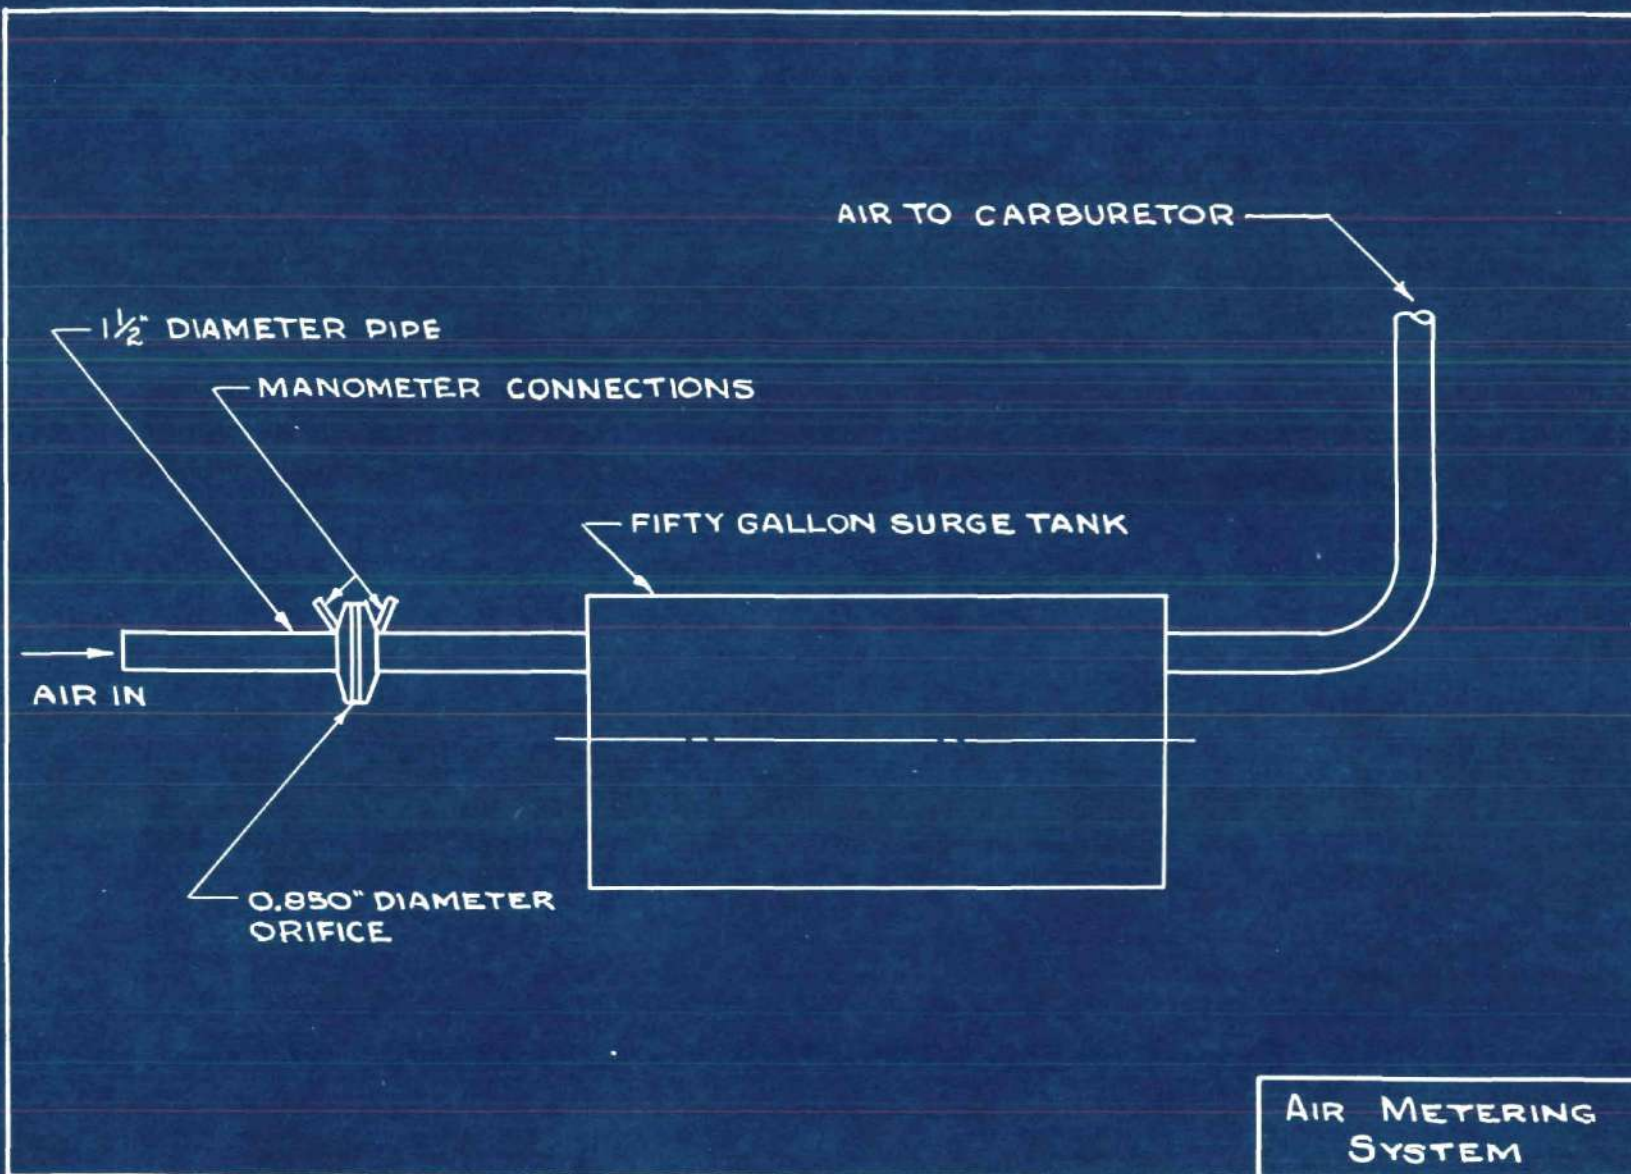 AIR TO CARBURETOR
1½" DIAMETER PIPE
MANOMETER CONNECTIONS
FIFTY GALLON SURGE TANK
AIR IN
0.850" DIAMETER
ORIFICE
AIR METERING
SYSTEM